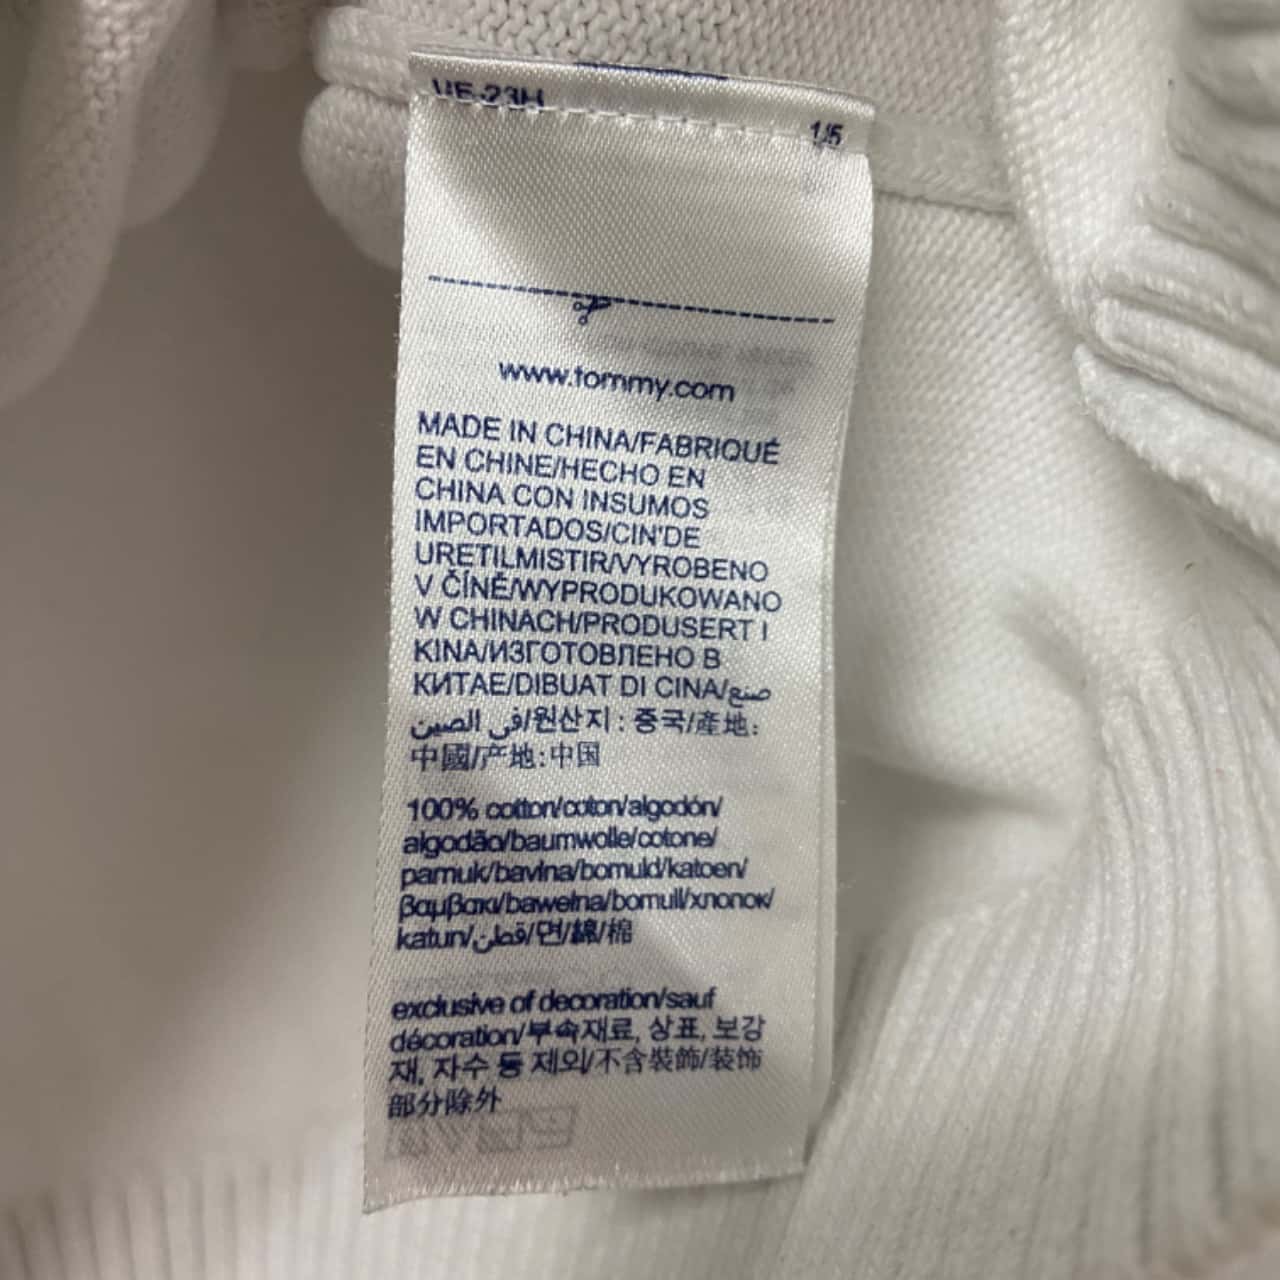 1/5
www.tommy.com
MADE IN CHINA/FABRIQUÉ
EN CHINE/HECHO EN
CHINA CON INSUMOS
IMPORTADOS/CIN'DE
URETILMISTIR/VYROBENO
V ČÍNĚ/WYPRODUKOWANO
W CHINACH/PRODUSERT I
KINA/ИЗГОТОВЛЕНО В
КИТАЕ/DIBUAT DI CINA/صنع
في الصين/원산지 : 중국/產地:
中國/产地:中国
100% cotton/coton/algodón/
algodão/baumwolle/cotone/
pamuk/bavlna/bomuld/katoen/
βαμβακι/bawełna/bomull/хлопок/
katun/قطن/면/綿/棉
exclusive of decoration/sauf
décoration/부속재료, 상표, 보강
재, 자수 등 제외/不含裝飾/装饰
部分除外